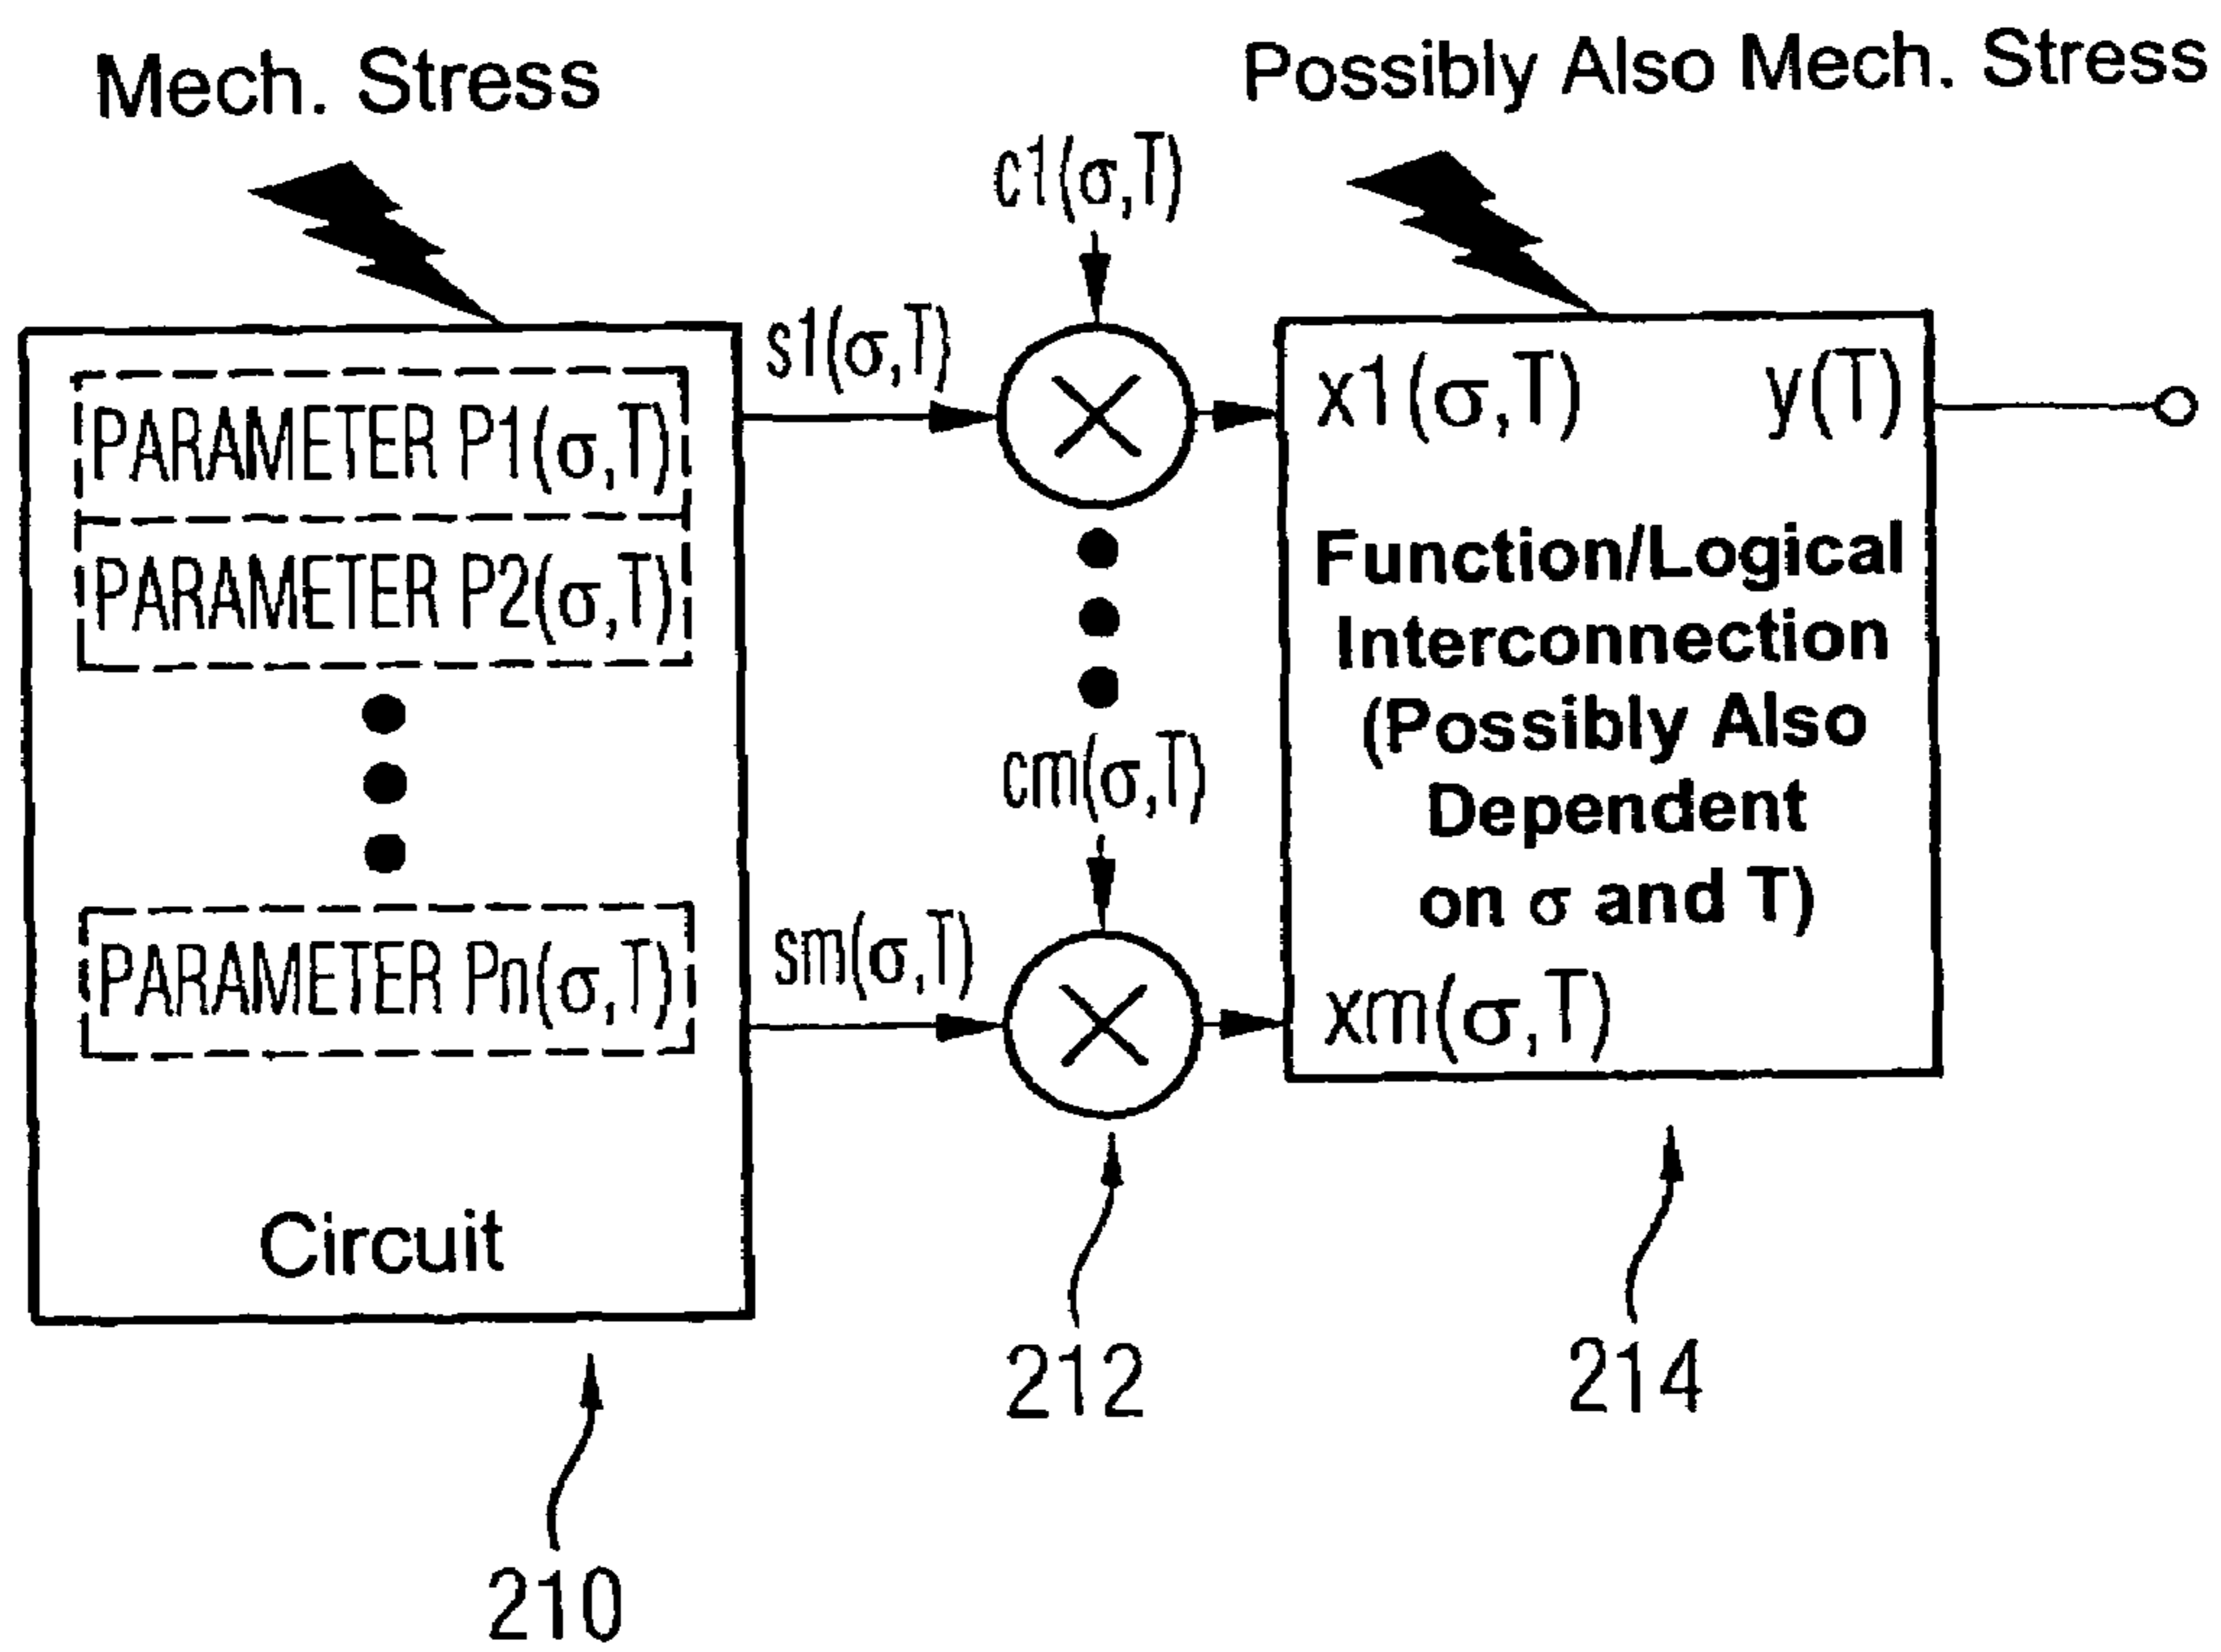 Mech. Stress
Possibly Also Mech. Stress
c1(σ,T)
s1(σ,T)
PARAMETER P1(σ,T)
PARAMETER P2(σ,T)
x1(σ,T)
y(T)
Function/Logical
Interconnection
(Possibly Also
Dependent
on σ and T)
cm(σ,T)
sm(σ,T)
PARAMETER Pn(σ,T)
xm(σ,T)
Circuit
212
214
210